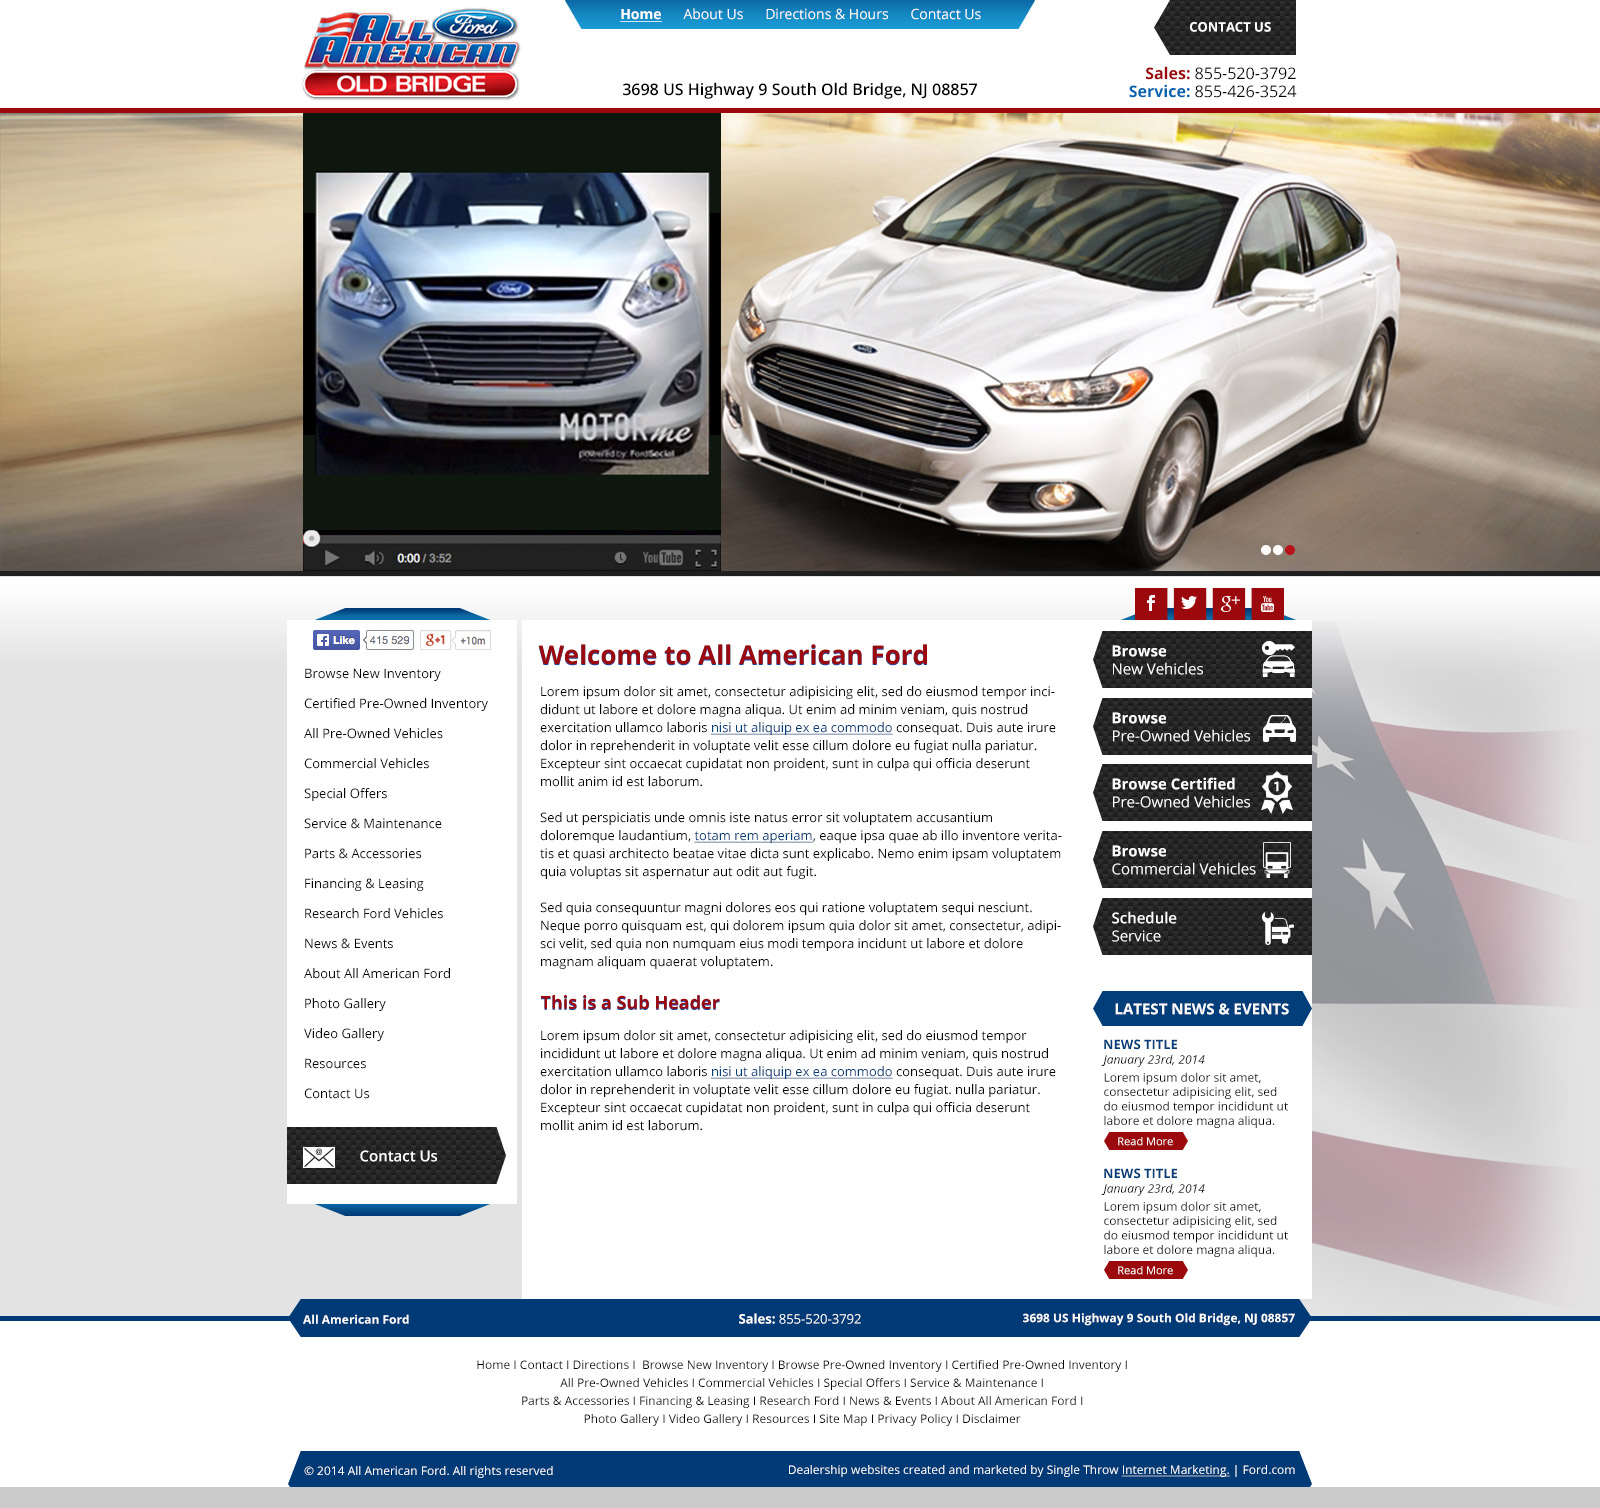 ALL
Ford
AMERICAN
OLD BRIDGE
Home About Us Directions & Hours Contact Us
CONTACT US
3698 US Highway 9 South Old Bridge, NJ 08857
Sales: 855-520-3792
Service: 855-426-3524
Ford
MOTORme
powered by: FordSocial
0:00 / 3:52
YouTube
f
g+
You
Tube
Like 415 529 g+1 +10m
Browse New Inventory
Certified Pre-Owned Inventory
All Pre-Owned Vehicles
Commercial Vehicles
Special Offers
Service & Maintenance
Parts & Accessories
Financing & Leasing
Research Ford Vehicles
News & Events
About All American Ford
Photo Gallery
Video Gallery
Resources
Contact Us
@
Contact Us
Welcome to All American Ford
Lorem ipsum dolor sit amet, consectetur adipisicing elit, sed do eiusmod tempor inci-
didunt ut labore et dolore magna aliqua. Ut enim ad minim veniam, quis nostrud
exercitation ullamco laboris nisi ut aliquip ex ea commodo consequat. Duis aute irure
dolor in reprehenderit in voluptate velit esse cillum dolore eu fugiat nulla pariatur.
Excepteur sint occaecat cupidatat non proident, sunt in culpa qui officia deserunt
mollit anim id est laborum.
Sed ut perspiciatis unde omnis iste natus error sit voluptatem accusantium
doloremque laudantium, totam rem aperiam, eaque ipsa quae ab illo inventore verita-
tis et quasi architecto beatae vitae dicta sunt explicabo. Nemo enim ipsam voluptatem
quia voluptas sit aspernatur aut odit aut fugit.
Sed quia consequuntur magni dolores eos qui ratione voluptatem sequi nesciunt.
Neque porro quisquam est, qui dolorem ipsum quia dolor sit amet, consectetur, adipi-
sci velit, sed quia non numquam eius modi tempora incidunt ut labore et dolore
magnam aliquam quaerat voluptatem.
This is a Sub Header
Lorem ipsum dolor sit amet, consectetur adipisicing elit, sed do eiusmod tempor
incididunt ut labore et dolore magna aliqua. Ut enim ad minim veniam, quis nostrud
exercitation ullamco laboris nisi ut aliquip ex ea commodo consequat. Duis aute irure
dolor in reprehenderit in voluptate velit esse cillum dolore eu fugiat. nulla pariatur.
Excepteur sint occaecat cupidatat non proident, sunt in culpa qui officia deserunt
mollit anim id est laborum.
Browse
New Vehicles
Browse
Pre-Owned Vehicles
Browse Certified
Pre-Owned Vehicles
1
Browse
Commercial Vehicles
Schedule
Service
LATEST NEWS & EVENTS
NEWS TITLE
January 23rd, 2014
Lorem ipsum dolor sit amet,
consectetur adipisicing elit, sed
do eiusmod tempor incididunt ut
labore et dolore magna aliqua.
Read More
NEWS TITLE
January 23rd, 2014
Lorem ipsum dolor sit amet,
consectetur adipisicing elit, sed
do eiusmod tempor incididunt ut
labore et dolore magna aliqua.
Read More
All American Ford Sales: 855-520-3792 3698 US Highway 9 South Old Bridge, NJ 08857
Home I Contact I Directions I Browse New Inventory I Browse Pre-Owned Inventory I Certified Pre-Owned Inventory I
All Pre-Owned Vehicles I Commercial Vehicles I Special Offers I Service & Maintenance I
Parts & Accessories I Financing & Leasing I Research Ford I News & Events I About All American Ford I
Photo Gallery I Video Gallery I Resources I Site Map I Privacy Policy I Disclaimer
© 2014 All American Ford. All rights reserved Dealership websites created and marketed by Single Throw Internet Marketing. | Ford.com